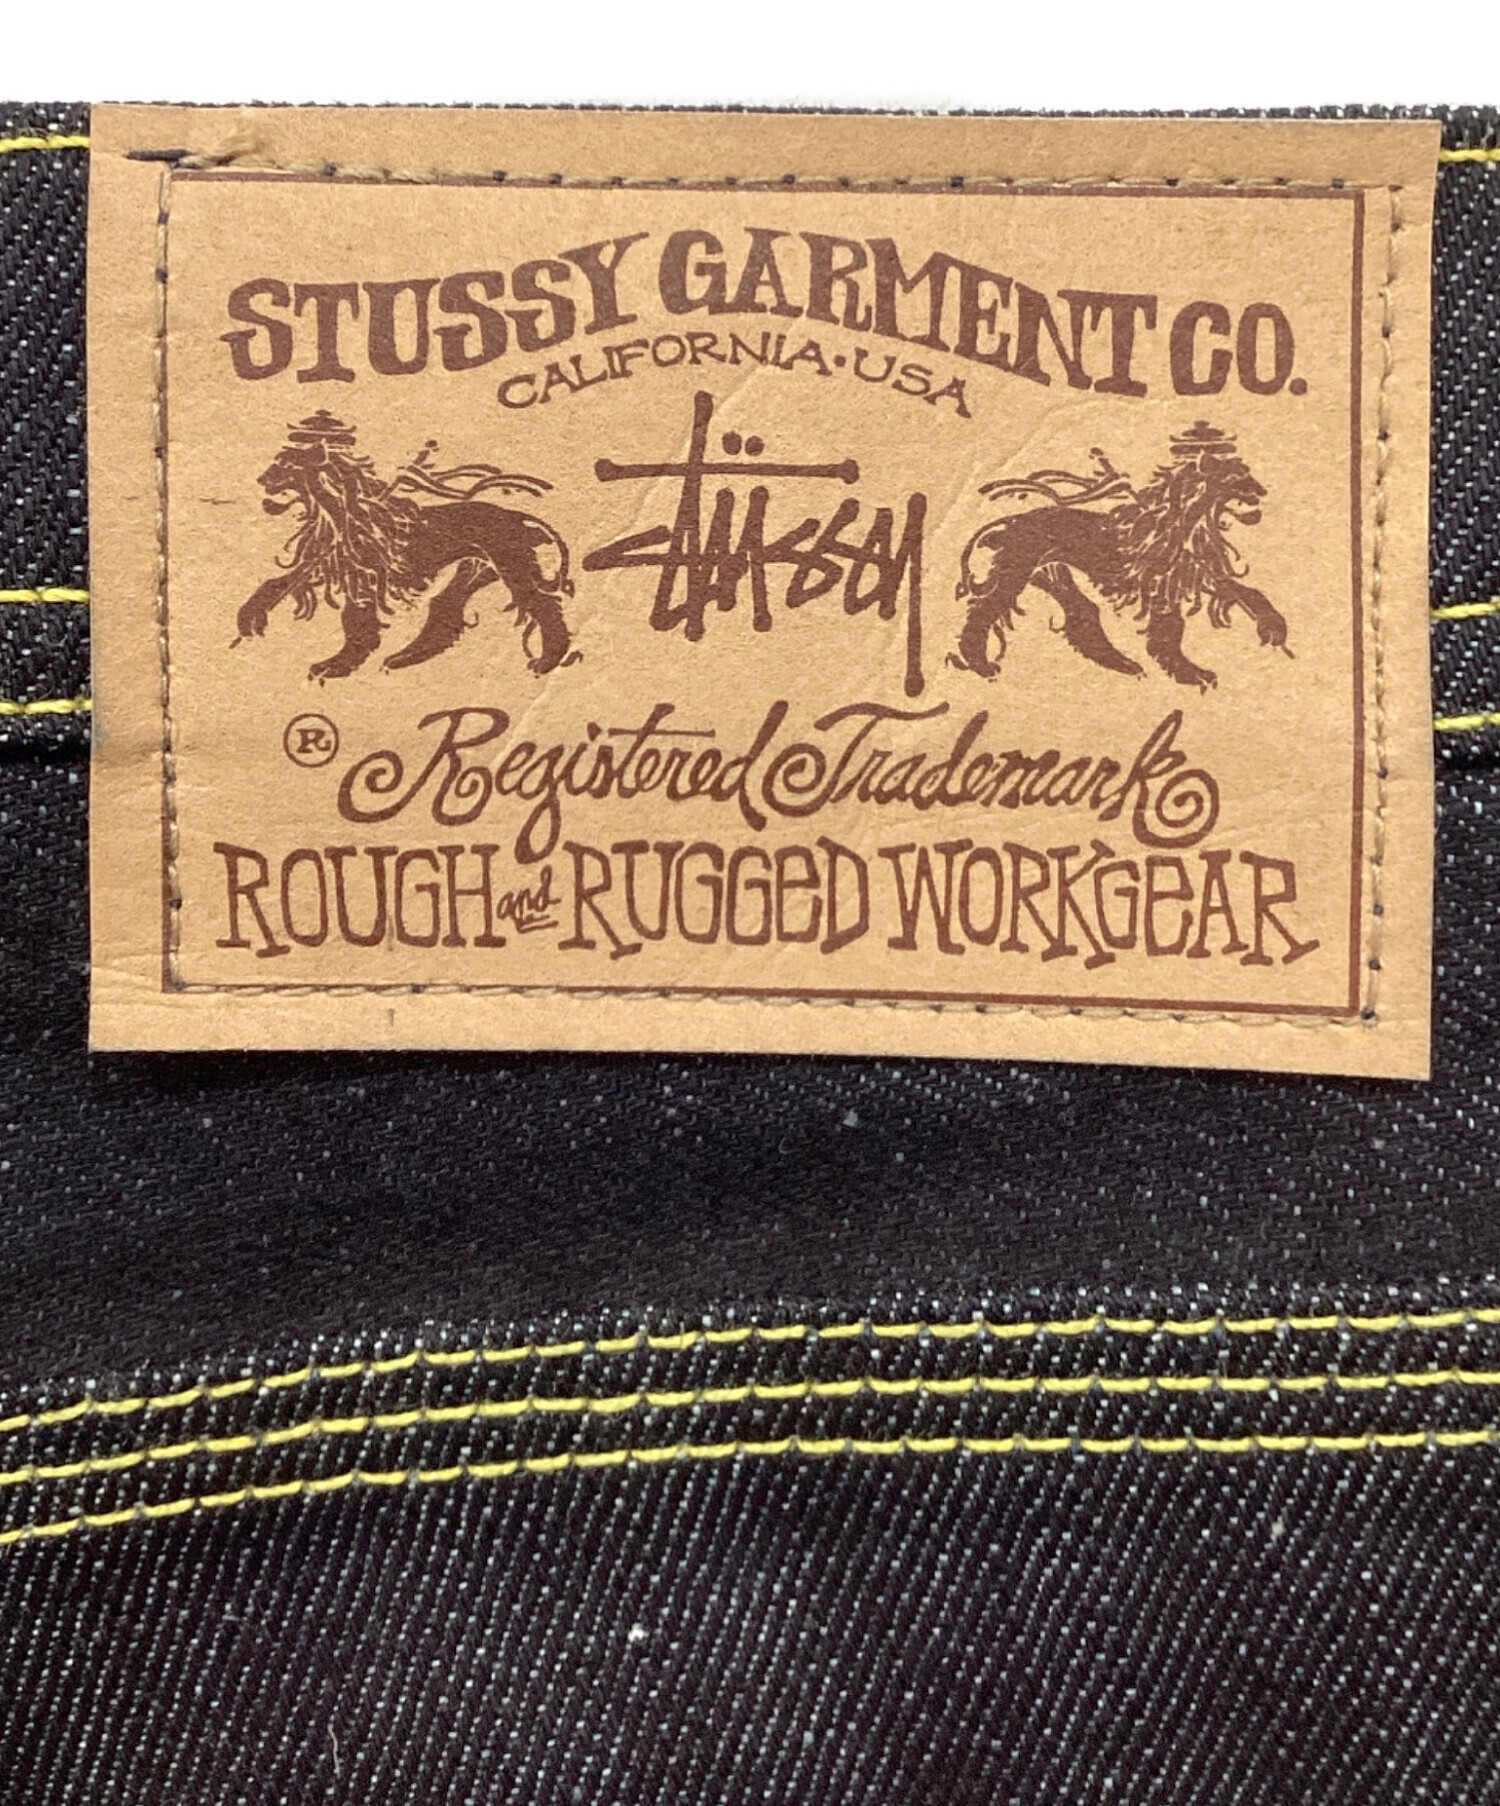 STUSSY GARMENT CO.
CALIFORNIA • USA
Stüssy
® Registered Trademark
ROUGH and RUGGED WORKGEAR